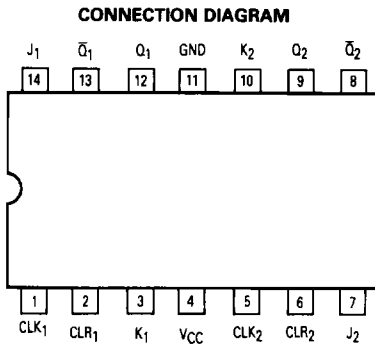 CONNECTION DIAGRAM
J1 Q̅1 Q1 GND K2 Q2 Q̅2
14 13 12 11 10 9 8
1 2 3 4 5 6 7
CLK1 CLR1 K1 VCC CLK2 CLR2 J2